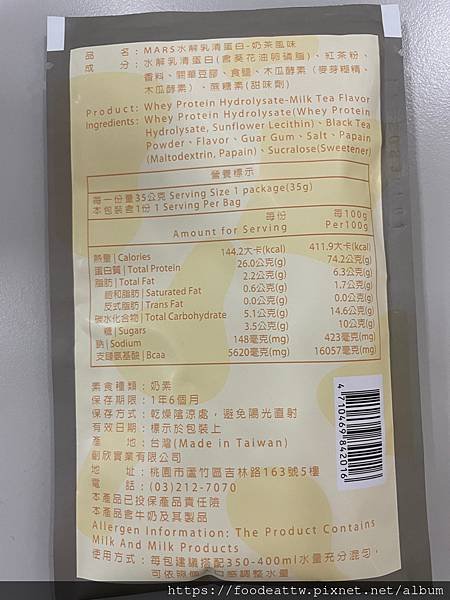 品　　名：MARS水解乳清蛋白-奶茶風味
成　　分：水解乳清蛋白(含葵花油卵磷脂)、紅茶粉、
香料、關華豆膠、食鹽、木瓜酵素(麥芽糊精、
木瓜酵素)、蔗糖素(甜味劑)
Product: Whey Protein Hydrolysate-Milk Tea Flavor
Ingredients: Whey Protein Hydrolysate(Whey Protein
Hydrolysate, Sunflower Lecithin)、Black Tea
Powder、Flavor、Guar Gum、Salt、Papain
(Maltodextrin, Papain)、Sucralose(Sweetener)
營養標示
每一份量35公克 Serving Size 1 package(35g)
本包裝含1份 1 Serving Per Bag
每份 每100g
Amount for Serving Per100g
熱量 | Calories 144.2大卡(kcal) 411.9大卡(kcal)
蛋白質 | Total Protein 26.0公克(g) 74.2公克(g)
脂肪 | Total Fat 2.2公克(g) 6.3公克(g)
飽和脂肪 | Saturated Fat 0.6公克(g) 1.7公克(g)
反式脂肪 | Trans Fat 0.0公克(g) 0.0公克(g)
碳水化合物 | Total Carbohydrate 5.1公克(g) 14.6公克(g)
糖 | Sugars 3.5公克(g) 10公克(g)
鈉 | Sodium 148毫克(mg) 423毫克(mg)
支鏈氨基酸 | Bcaa 5620毫克(mg) 16057毫克(mg)
素食種類：奶素
保存期限：1年6個月
保存方式：乾燥陰涼處，避免陽光直射
有效日期：標示於包裝上
產　　地：台灣(Made in Taiwan)
創欣實業有限公司
地　　址：桃園市蘆竹區吉林路163號5樓
電　　話：(03)212-7070
本產品已投保產品責任險
本產品含牛奶及其製品
Allergen Information: The Product Contains
Milk And Milk Products
使用方式：每包建議搭配350-400ml水量充分混勻，
可依照個人口感調整水量
4 710469 842016
https://foodeattw.pixnet.net/album